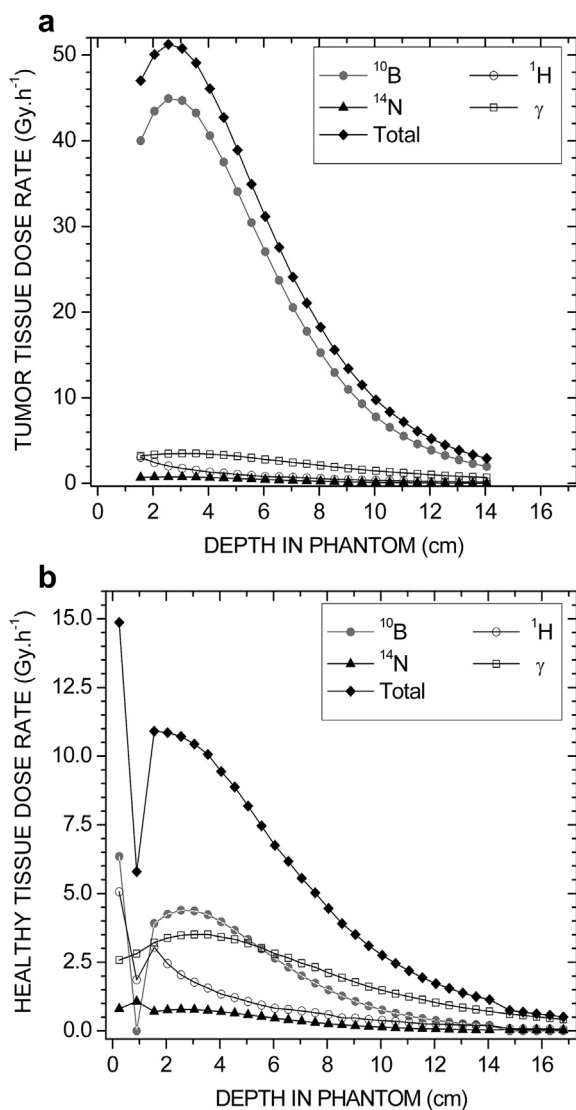 a
TUMOR TISSUE DOSE RATE (Gy.h⁻¹)
50
40
30
20
10
0
¹⁰B
¹H
¹⁴N
γ
Total
0 2 4 6 8 10 12 14 16
DEPTH IN PHANTOM (cm)
b
HEALTHY TISSUE DOSE RATE (Gy.h⁻¹)
15.0
12.5
10.0
7.5
5.0
2.5
0.0
¹⁰B
¹H
¹⁴N
γ
Total
0 2 4 6 8 10 12 14 16
DEPTH IN PHANTOM (cm)